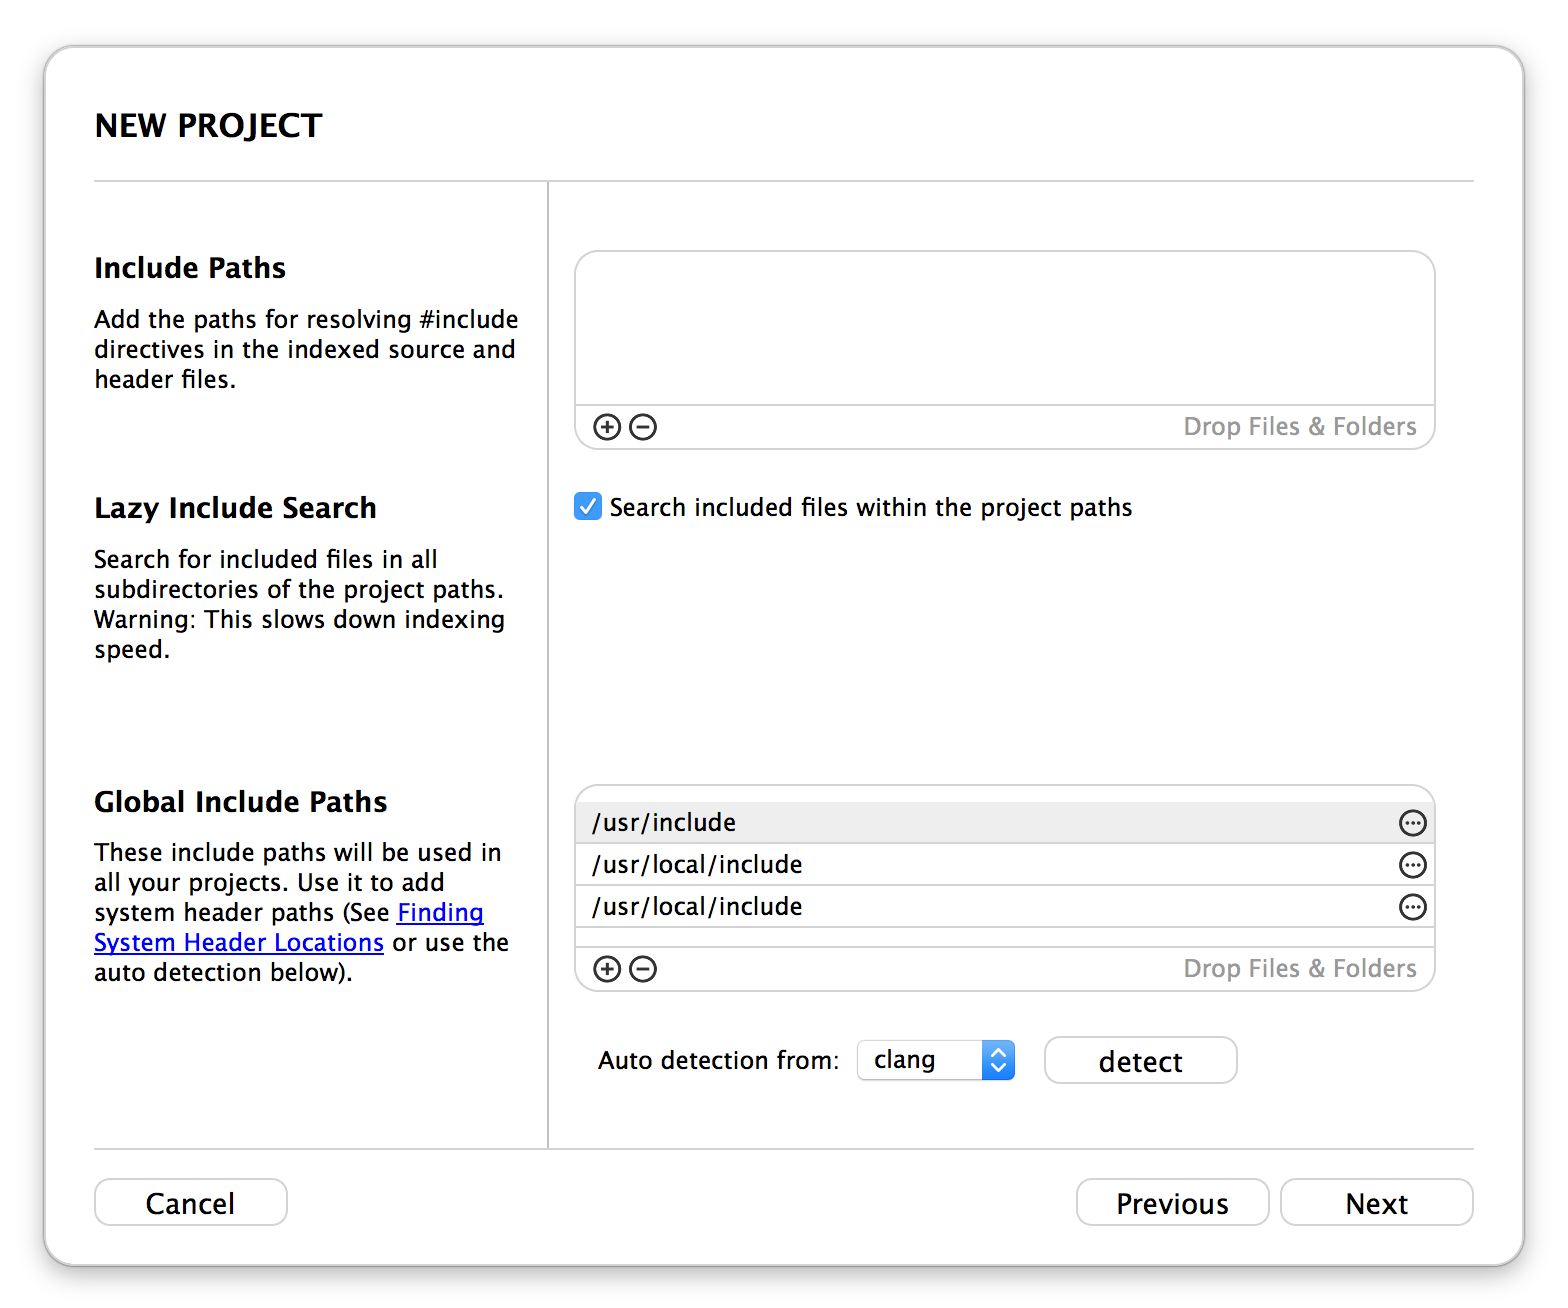 NEW PROJECT
Include Paths
Add the paths for resolving #include
directives in the indexed source and
header files.
Drop Files & Folders
Lazy Include Search
Search included files within the project paths
Search for included files in all
subdirectories of the project paths.
Warning: This slows down indexing
speed.
Global Include Paths
These include paths will be used in
all your projects. Use it to add
system header paths (See Finding
System Header Locations or use the
auto detection below).
/usr/include
/usr/local/include
/usr/local/include
Drop Files & Folders
Auto detection from: clang detect
Cancel Previous Next